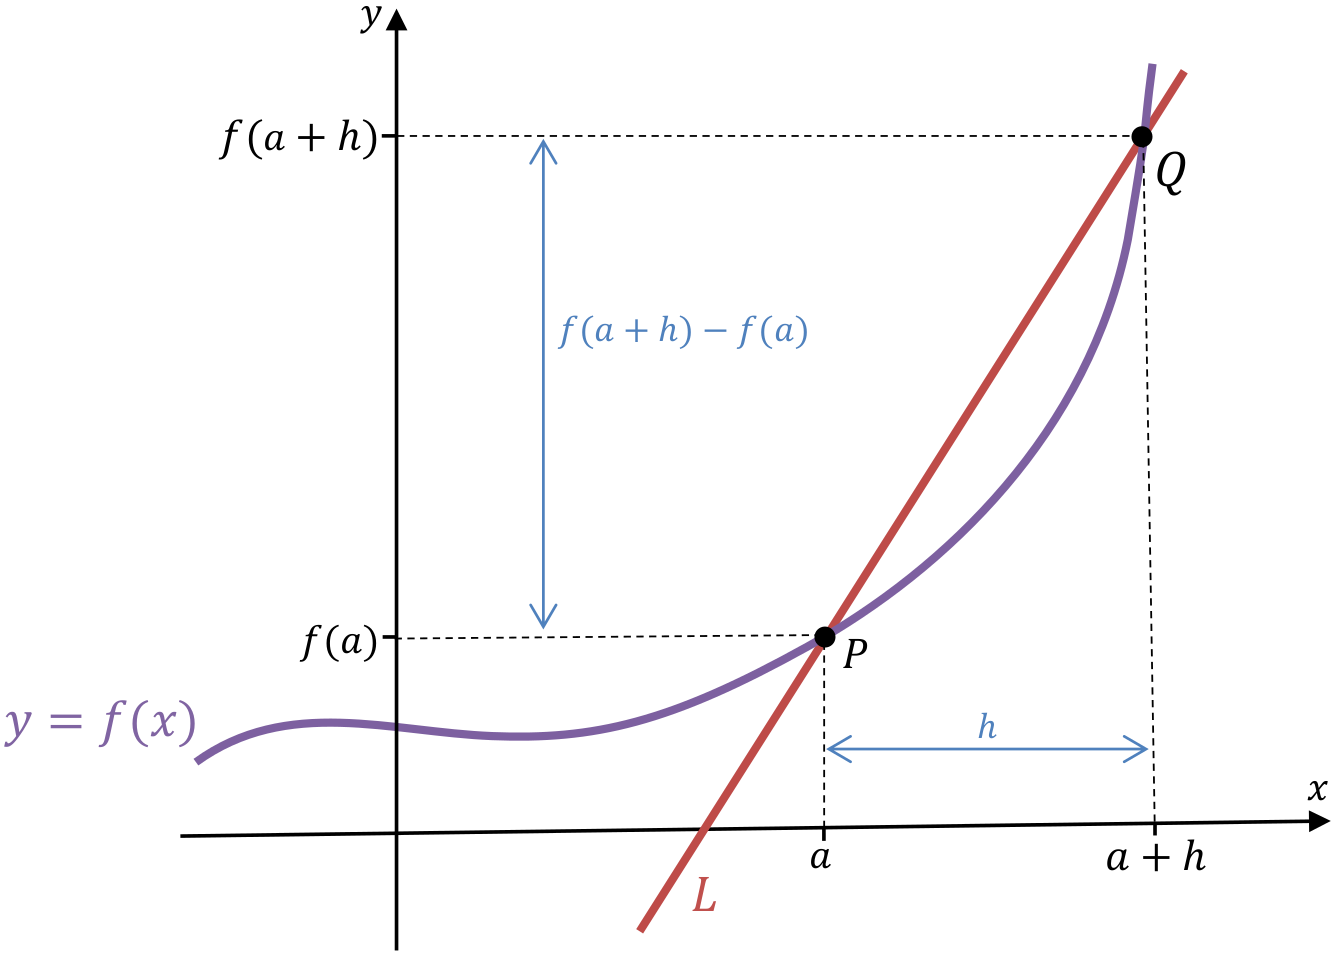 y
f(a + h)
Q
f(a + h) − f(a)
f(a)
P
y = f(x)
h
x
a
a + h
L